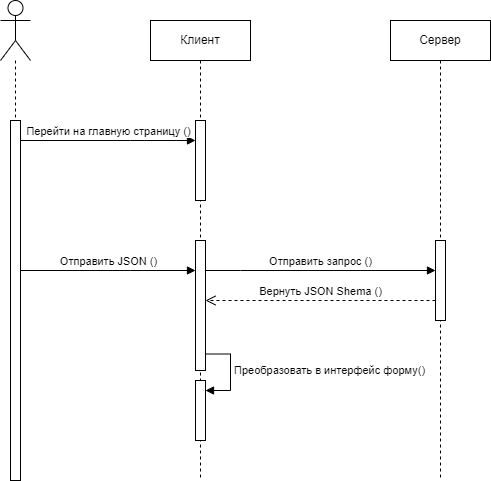 Клиент
Сервер
Перейти на главную страницу ()
Отправить JSON ()
Отправить запрос ()
Вернуть JSON Shema ()
Преобразовать в интерфейс форму()